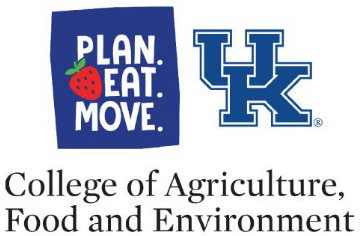 PLAN.
EAT.
MOVE.
UK®
College of Agriculture,
Food and Environment